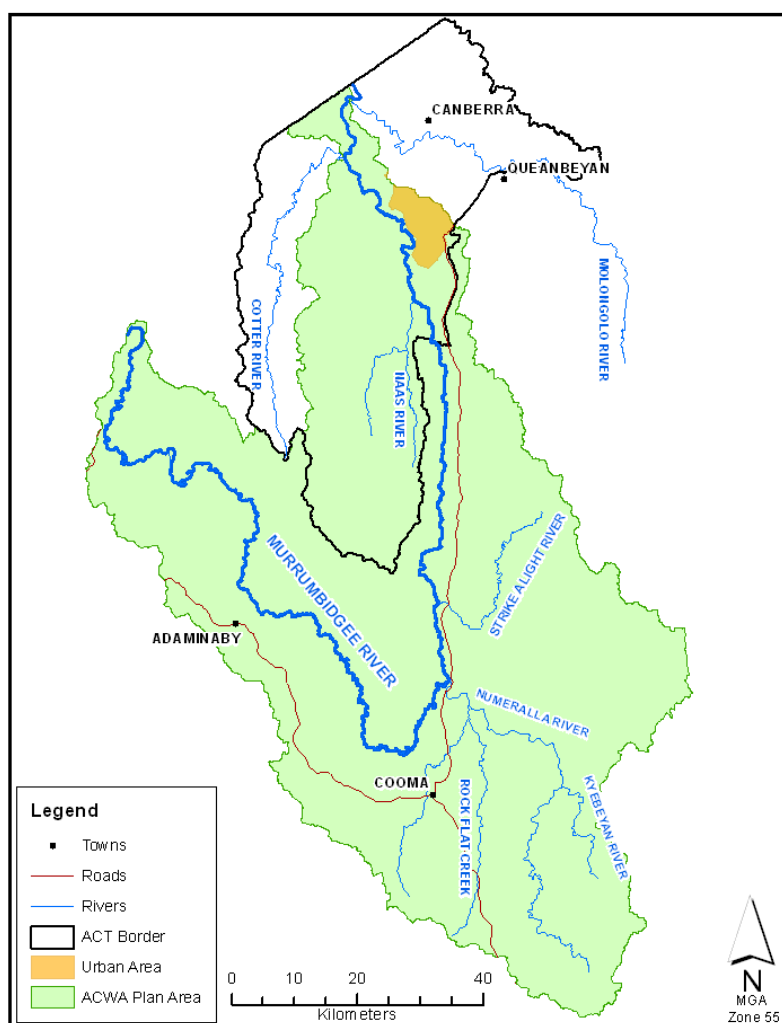 CANBERRA
QUEANBEYAN
MOLONGOLO RIVER
COTTER RIVER
NAAS RIVER
MURRUMBIDGEE RIVER
STRIKE ALIGHT RIVER
ADAMINABY
NUMERALLA RIVER
COOMA
ROCK FLAT CREEK
KYEBEYAN RIVER
Legend
Towns
Roads
Rivers
ACT Border
Urban Area
ACWA Plan Area
0 10 20 40
Kilometers
N
MGA
Zone 55